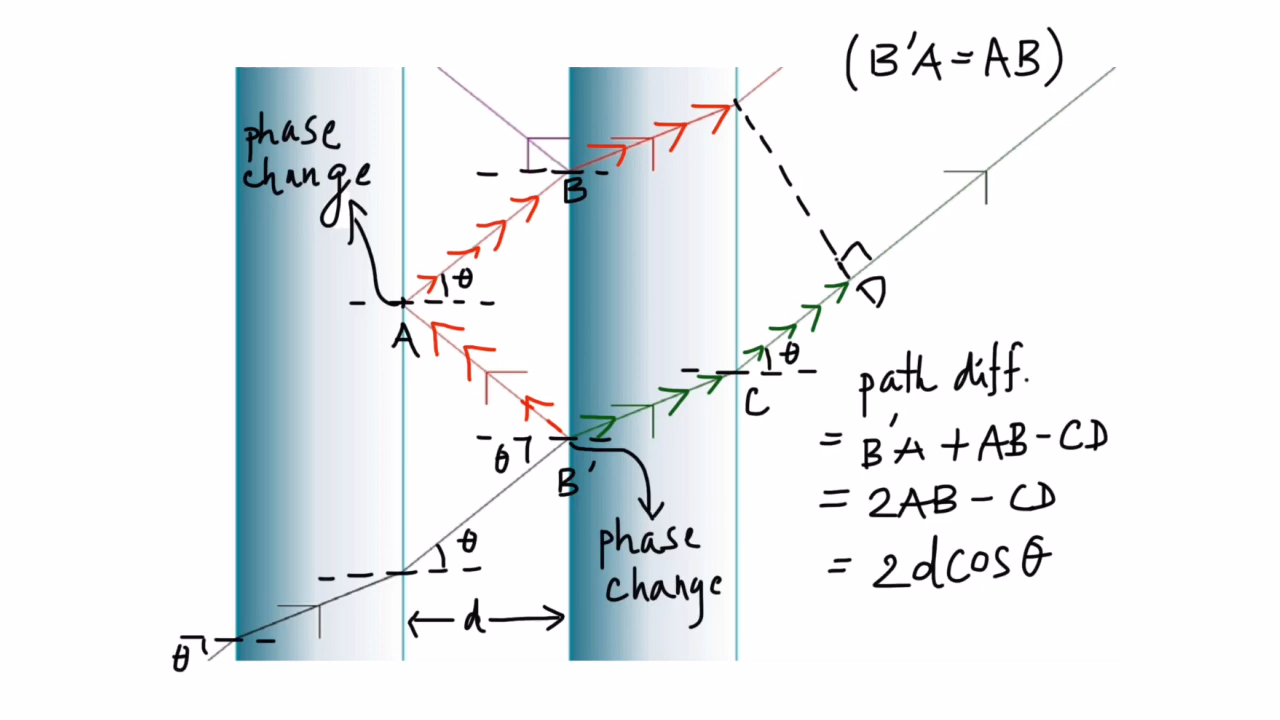 (B'A = AB)
phase
change
B
θ
A
D
θ
C
path diff.
= B'A + AB - CD
= 2AB - CD
= 2d cos θ
θ
B'
phase
change
θ
d
θ